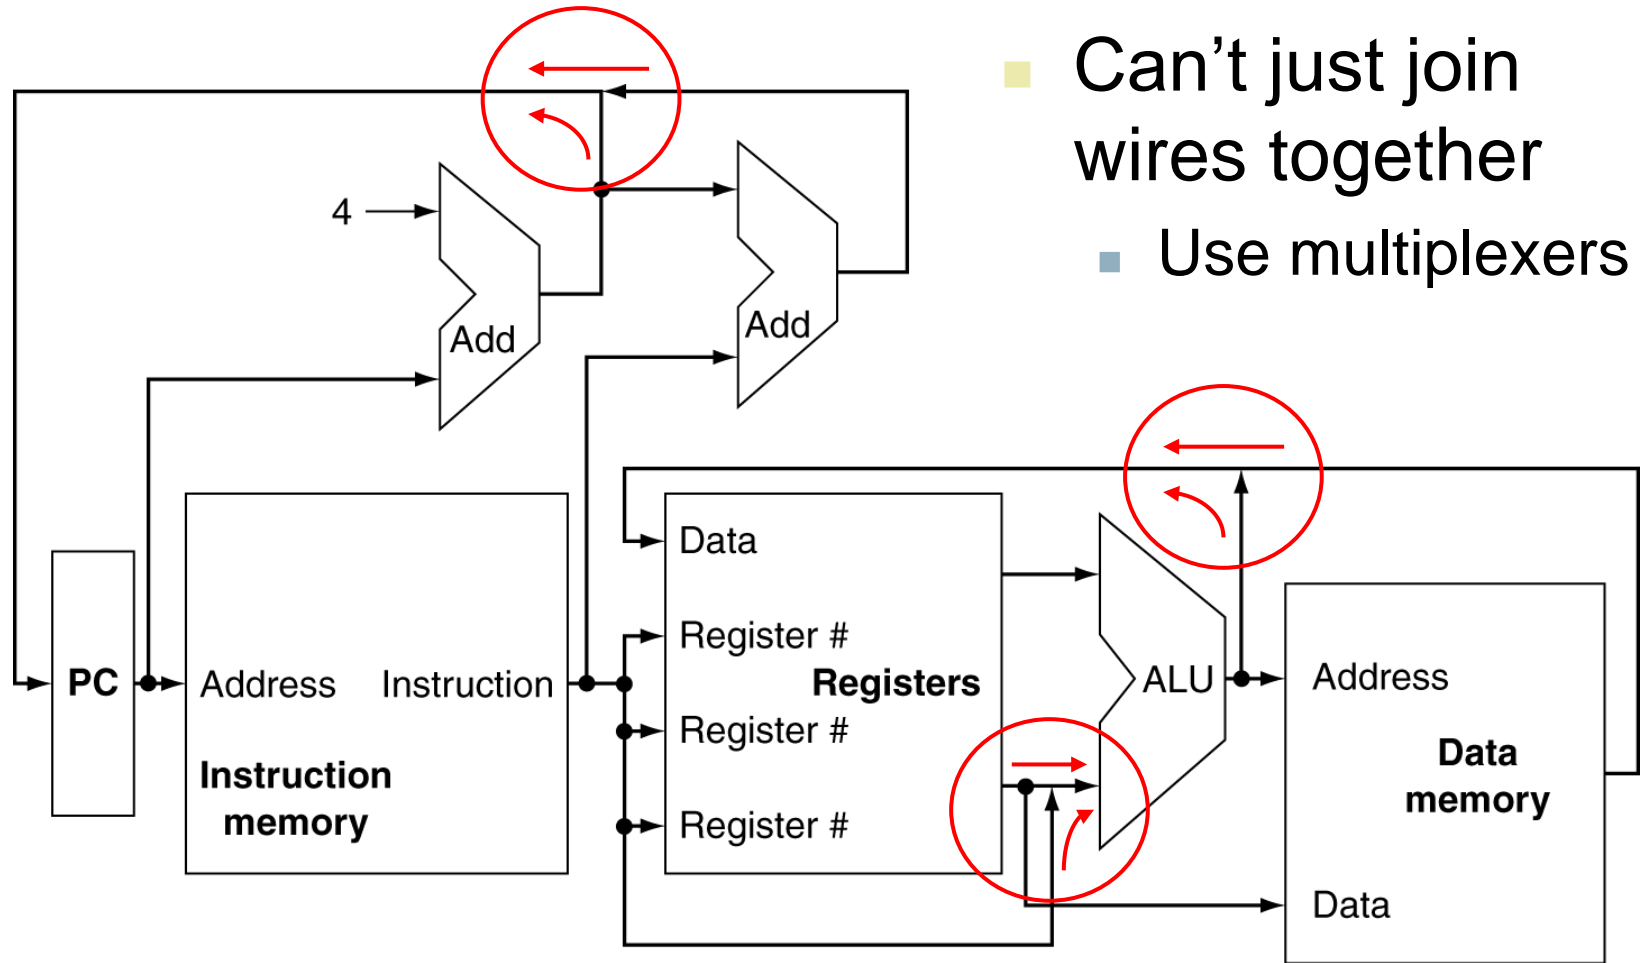 Can’t just join
wires together
Use multiplexers
4
Add
Add
PC
Address
Instruction
Instruction
memory
Data
Register #
Registers
Register #
Register #
ALU
Address
Data
memory
Data